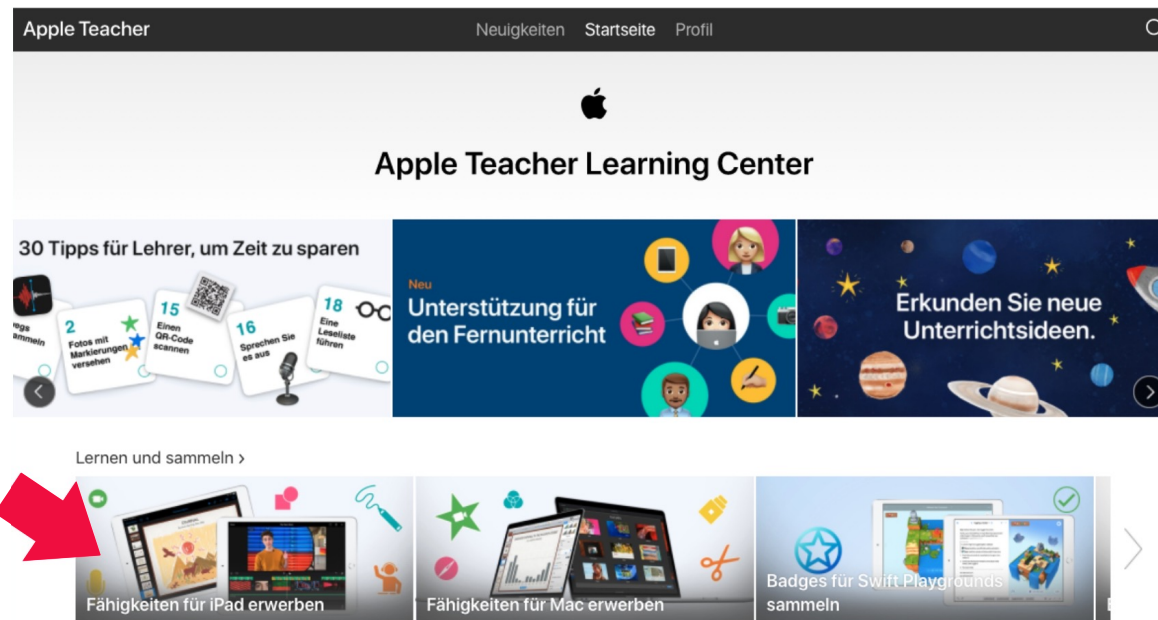 Apple Teacher
Neuigkeiten Startseite Profil
Apple Teacher Learning Center
30 Tipps für Lehrer, um Zeit zu sparen
2
Fotos mit
Markierungen
versehen
15
Einen
QR-Code
scannen
16
Sprechen Sie
es aus
18
Eine
Leseliste
führen
Neu
Unterstützung für
den Fernunterricht
Erkunden Sie neue
Unterrichtsideen.
Lernen und sammeln >
Fähigkeiten für iPad erwerben
Fähigkeiten für Mac erwerben
Badges für Swift Playgrounds
sammeln